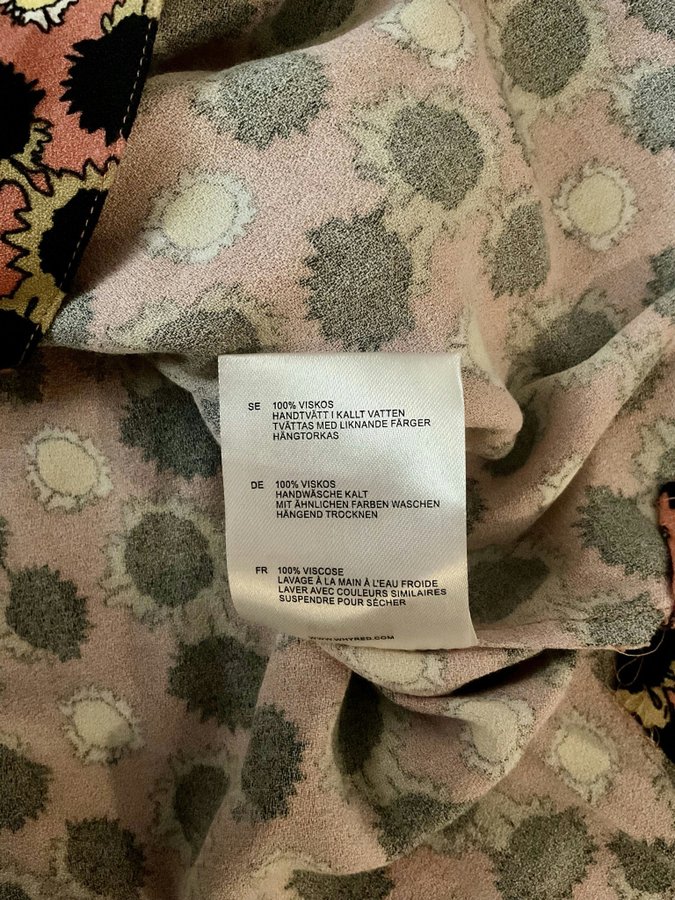 SE 100% VISKOS
HANDTVÄTT I KALLT VATTEN
TVÄTTAS MED LIKNANDE FÄRGER
HÄNGTORKAS
DE 100% VISKOS
HANDWÄSCHE KALT
MIT ÄHNLICHEN FARBEN WASCHEN
HÄNGEND TROCKNEN
FR 100% VISCOSE
LAVAGE À LA MAIN À L'EAU FROIDE
LAVER AVEC COULEURS SIMILAIRES
SUSPENDRE POUR SÉCHER
WWW.WHYRED.COM